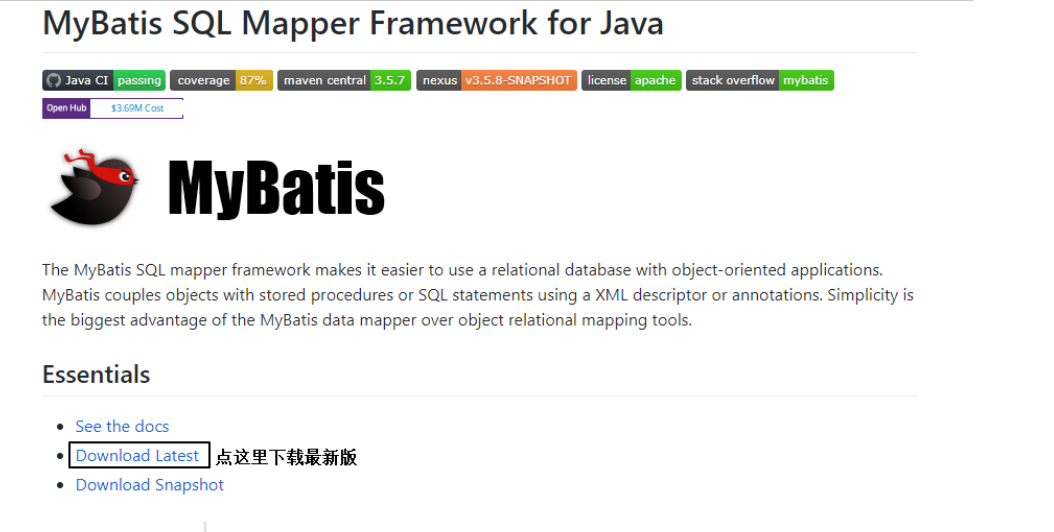 MyBatis SQL Mapper Framework for Java
Java CI passing coverage 87% maven central 3.5.7 nexus v3.5.8-SNAPSHOT license apache stack overflow mybatis
Open Hub $3.69M Cost
MyBatis
The MyBatis SQL mapper framework makes it easier to use a relational database with object-oriented applications.
MyBatis couples objects with stored procedures or SQL statements using a XML descriptor or annotations. Simplicity is
the biggest advantage of the MyBatis data mapper over object relational mapping tools.
Essentials
See the docs
Download Latest 点这里下载最新版
Download Snapshot